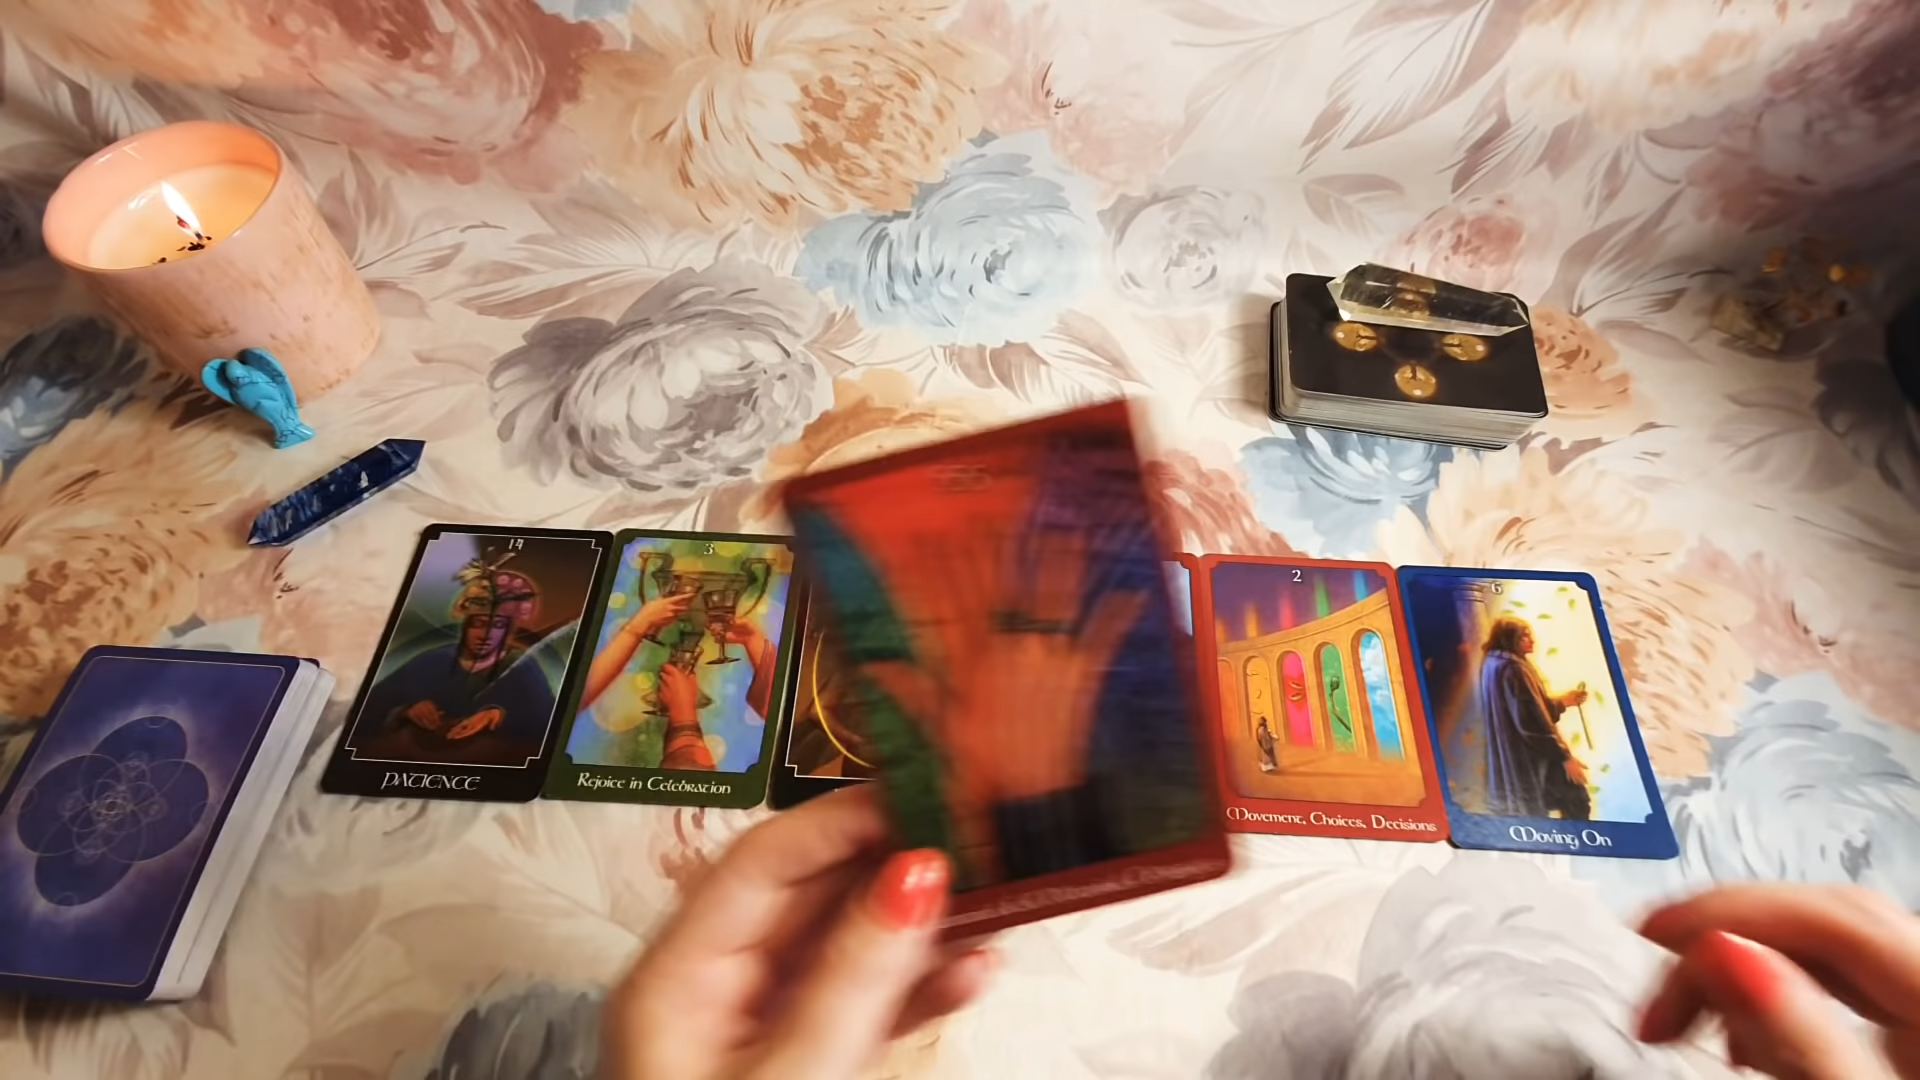 14
PATIENCE
3
Rejoice in Celebration
2
Movement, Choices, Decisions
6
Moving On